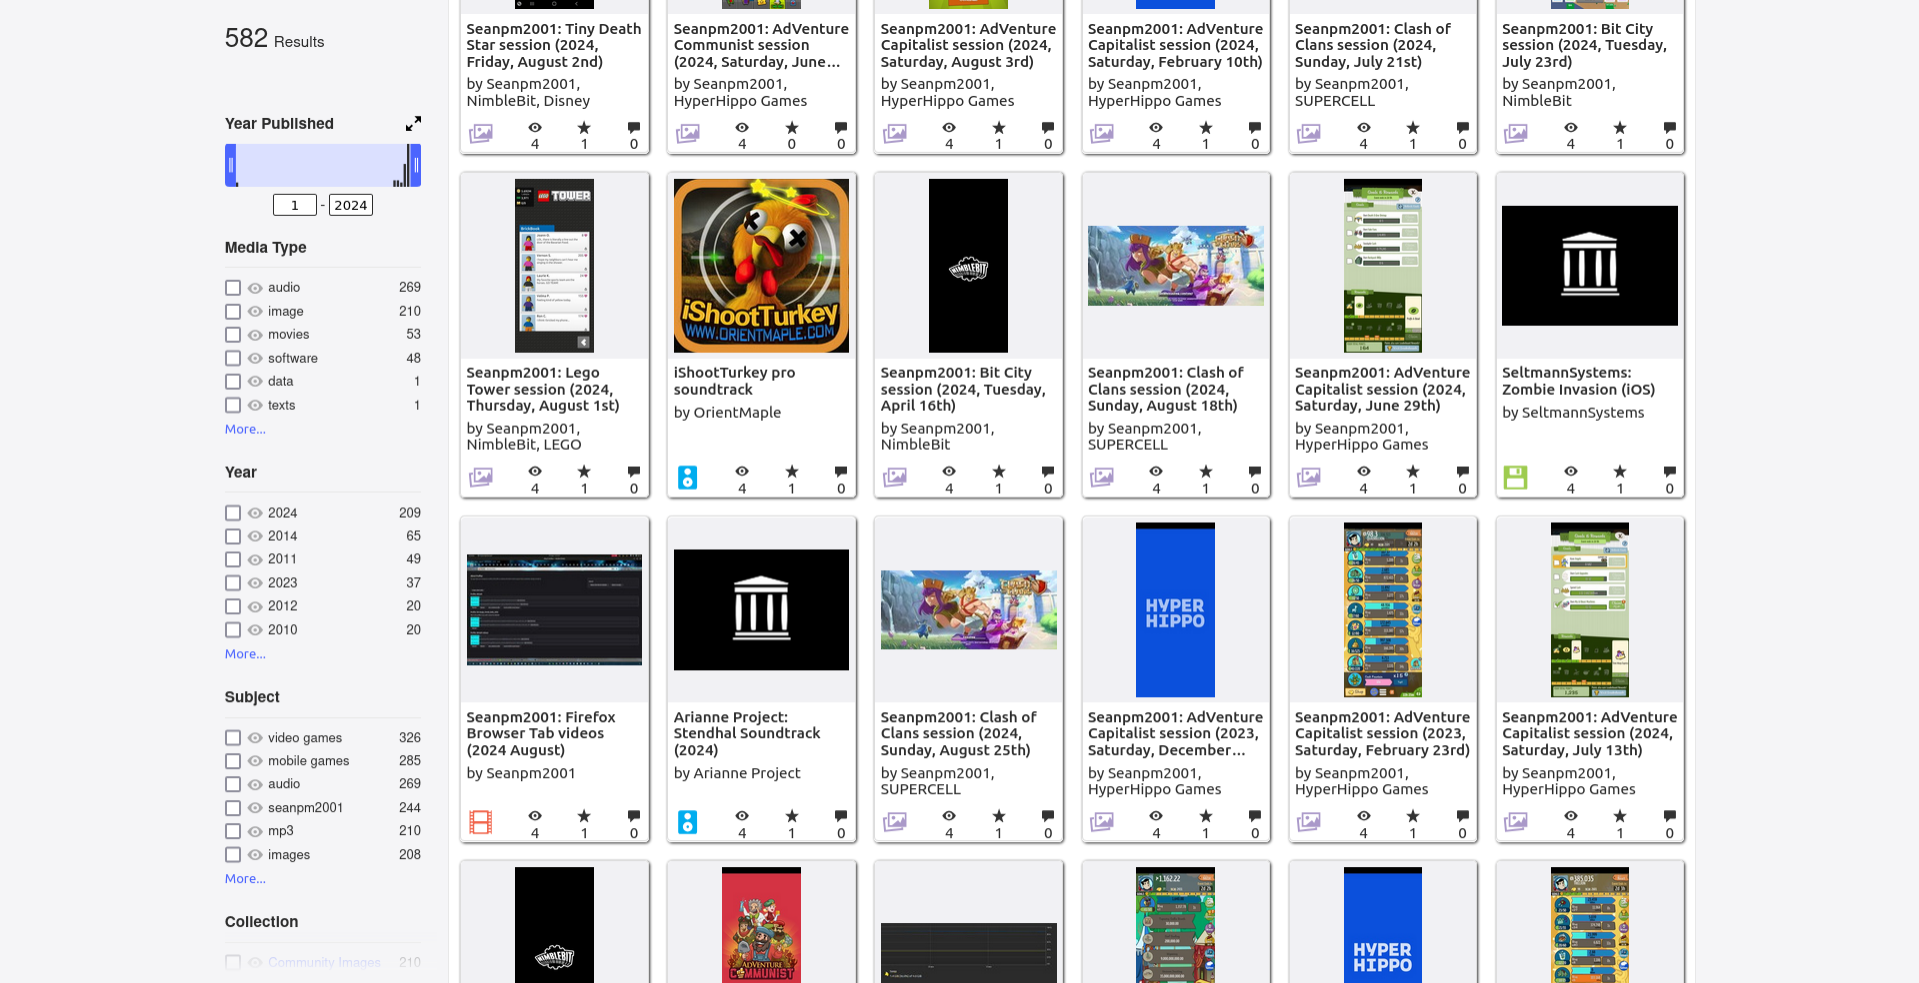 582 Results
Year Published
1 - 2024
Media Type
audio 269
image 210
movies 53
software 48
data 1
texts 1
More...
Year
2024 209
2014 65
2011 49
2023 37
2012 20
2010 20
More...
Subject
video games 326
mobile games 285
audio 269
seanpm2001 244
mp3 210
images 208
More...
Collection
Community Images 210
Seanpm2001: Tiny Death
Star session (2024,
Friday, August 2nd)
by Seanpm2001,
NimbleBit, Disney
4 1 0
Seanpm2001: AdVenture
Communist session
(2024, Saturday, June...
by Seanpm2001,
HyperHippo Games
4 0 0
Seanpm2001: AdVenture
Capitalist session (2024,
Saturday, August 3rd)
by Seanpm2001,
HyperHippo Games
4 1 0
Seanpm2001: AdVenture
Capitalist session (2024,
Saturday, February 10th)
by Seanpm2001,
HyperHippo Games
4 1 0
Seanpm2001: Clash of
Clans session (2024,
Sunday, July 21st)
by Seanpm2001,
SUPERCELL
4 1 0
Seanpm2001: Bit City
session (2024, Tuesday,
July 23rd)
by Seanpm2001,
NimbleBit
4 1 0
LEGO TOWER
Seanpm2001: Lego
Tower session (2024,
Thursday, August 1st)
by Seanpm2001,
NimbleBit, LEGO
4 1 0
iShootTurkey
WWW.ORIENTMAPLE.COM
iShootTurkey pro
soundtrack
by OrientMaple
4 1 0
NIMBLEBIT
Seanpm2001: Bit City
session (2024, Tuesday,
April 16th)
by Seanpm2001,
NimbleBit
4 1 0
Seanpm2001: Clash of
Clans session (2024,
Sunday, August 18th)
by Seanpm2001,
SUPERCELL
4 1 0
Seanpm2001: AdVenture
Capitalist session (2024,
Saturday, June 29th)
by Seanpm2001,
HyperHippo Games
4 1 0
SeltmannSystems:
Zombie Invasion (iOS)
by SeltmannSystems
4 1 0
Seanpm2001: Firefox
Browser Tab videos
(2024 August)
by Seanpm2001
4 1 0
Arianne Project:
Stendhal Soundtrack
(2024)
by Arianne Project
4 1 0
Seanpm2001: Clash of
Clans session (2024,
Sunday, August 25th)
by Seanpm2001,
SUPERCELL
4 1 0
HYPER
HIPPO
Seanpm2001: AdVenture
Capitalist session (2023,
Saturday, December...
by Seanpm2001,
HyperHippo Games
4 1 0
Seanpm2001: AdVenture
Capitalist session (2023,
Saturday, February 23rd)
by Seanpm2001,
HyperHippo Games
4 1 0
Seanpm2001: AdVenture
Capitalist session (2024,
Saturday, July 13th)
by Seanpm2001,
HyperHippo Games
4 1 0
NIMBLEBIT
ADVENTURE
COMMUNIST
HYPER
HIPPO